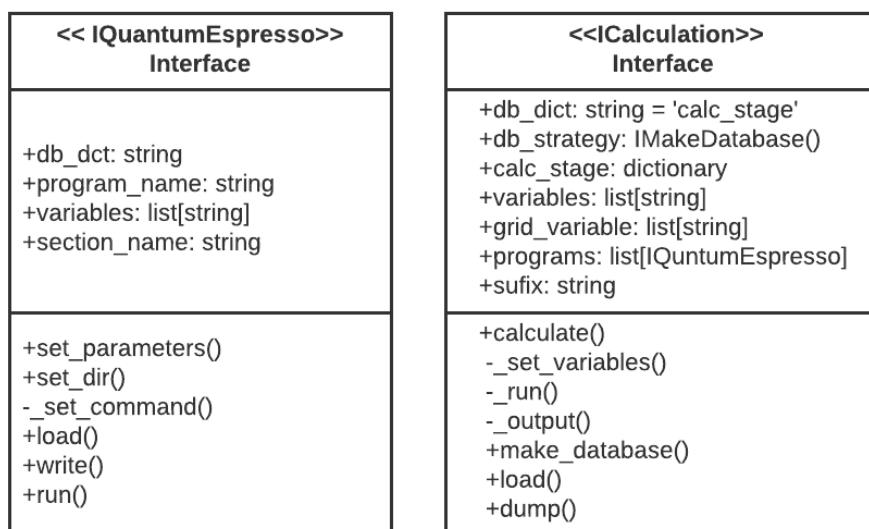 << IQuantumEspresso>>
Interface
+db_dct: string
+program_name: string
+variables: list[string]
+section_name: string
+set_parameters()
+set_dir()
-_set_command()
+load()
+write()
+run()
<<ICalculation>>
Interface
+db_dict: string = 'calc_stage'
+db_strategy: IMakeDatabase()
+calc_stage: dictionary
+variables: list[string]
+grid_variable: list[string]
+programs: list[IQuntumEspresso]
+sufix: string
+calculate()
-_set_variables()
-_run()
-_output()
+make_database()
+load()
+dump()